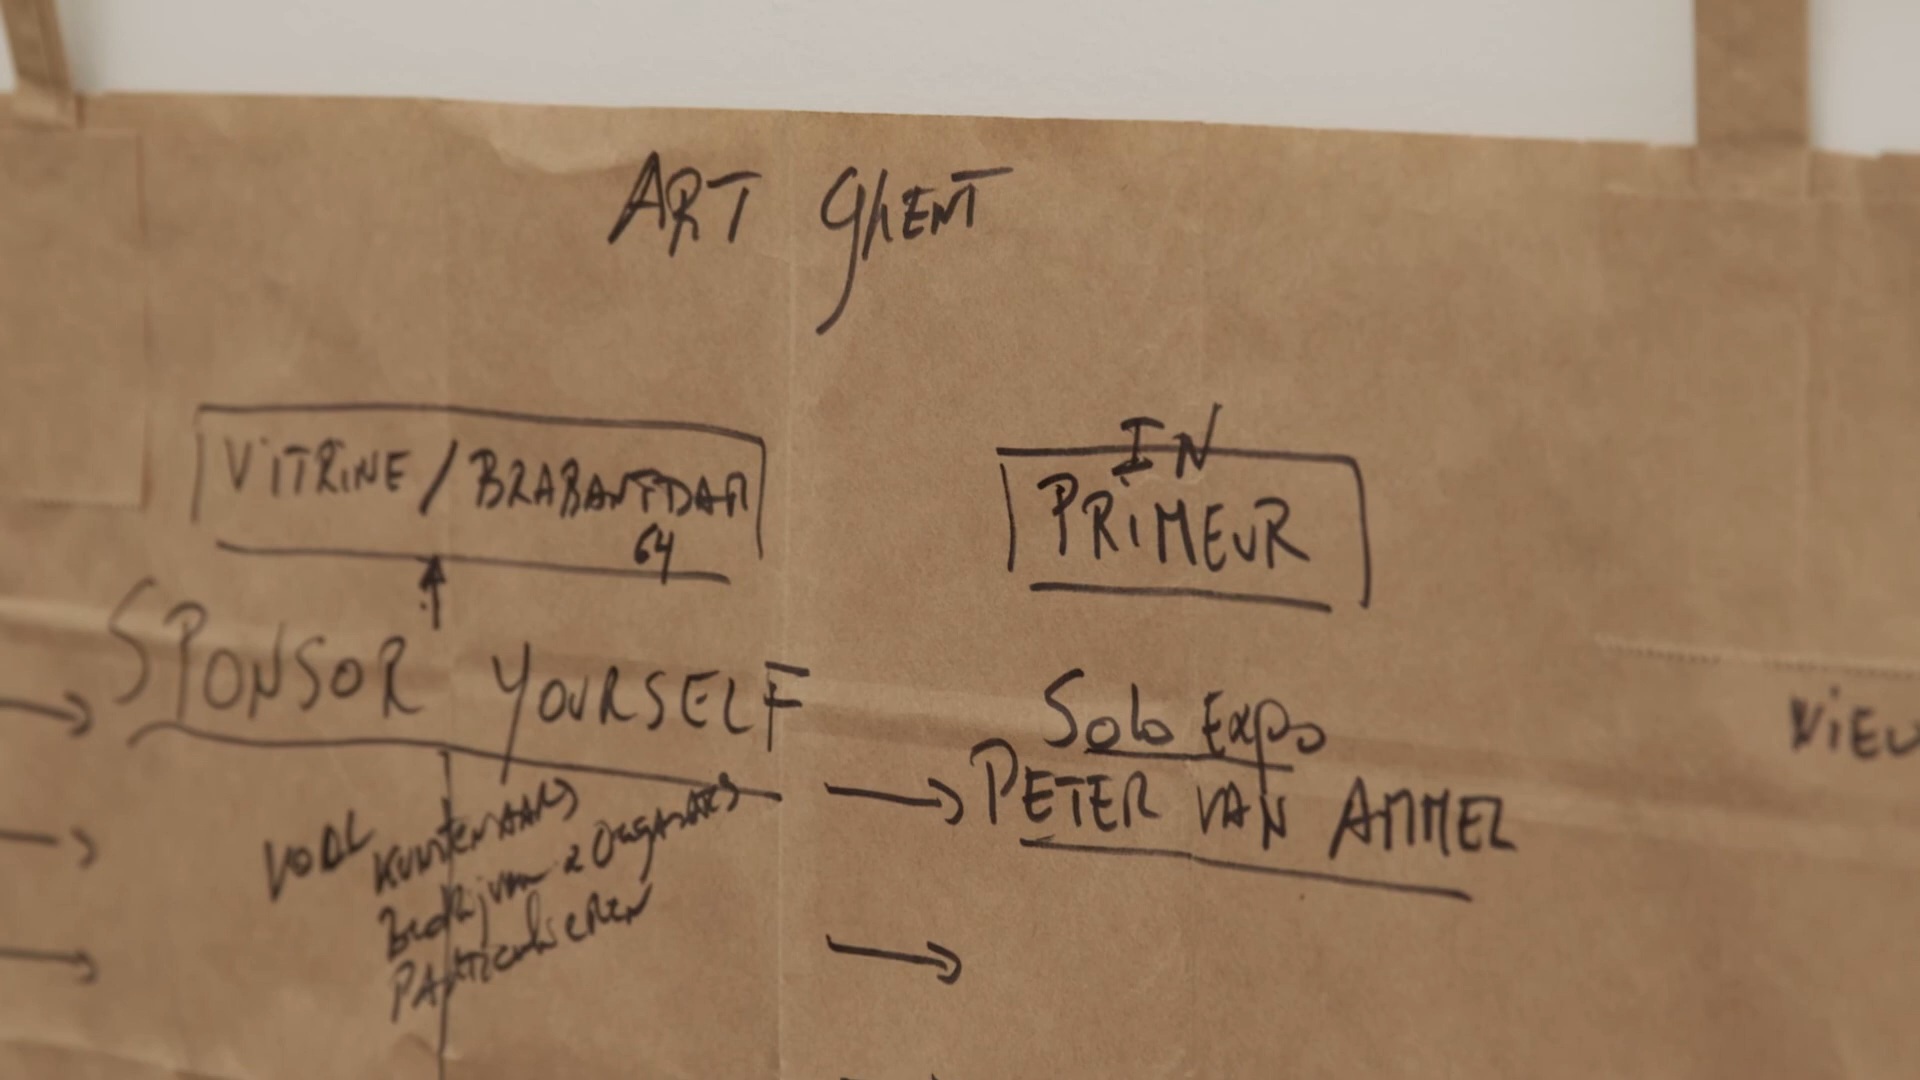 ART GHENT
VITRINE / BRABANTDAM
64
IN
PRIMEUR
SPONSOR YOURSELF
VOOR KUNSTENAARS
Bedrijven & Organisaties
PARTiculieREN
Solo Expo
PETER VAN AMMEL
NIEU